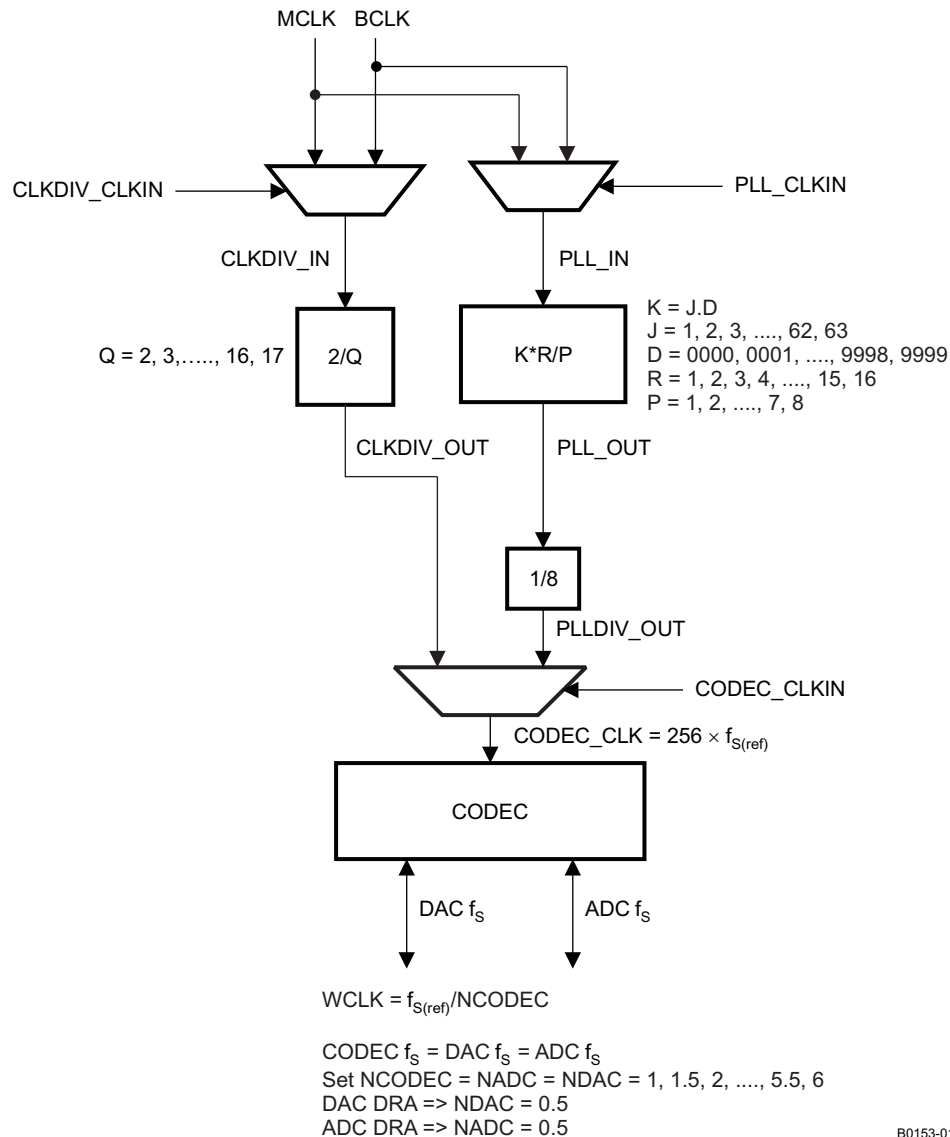 MCLK BCLK
CLKDIV_CLKIN
PLL_CLKIN
CLKDIV_IN
PLL_IN
Q = 2, 3,....., 16, 17
2/Q
K*R/P
K = J.D
J = 1, 2, 3, ...., 62, 63
D = 0000, 0001, ...., 9998, 9999
R = 1, 2, 3, 4, ...., 15, 16
P = 1, 2, ...., 7, 8
CLKDIV_OUT
PLL_OUT
1/8
PLLDIV_OUT
CODEC_CLKIN
CODEC_CLK = 256 × fS(ref)
CODEC
DAC fS
ADC fS
WCLK = fS(ref)/NCODEC
CODEC fS = DAC fS = ADC fS
Set NCODEC = NADC = NDAC = 1, 1.5, 2, ...., 5.5, 6
DAC DRA => NDAC = 0.5
ADC DRA => NADC = 0.5